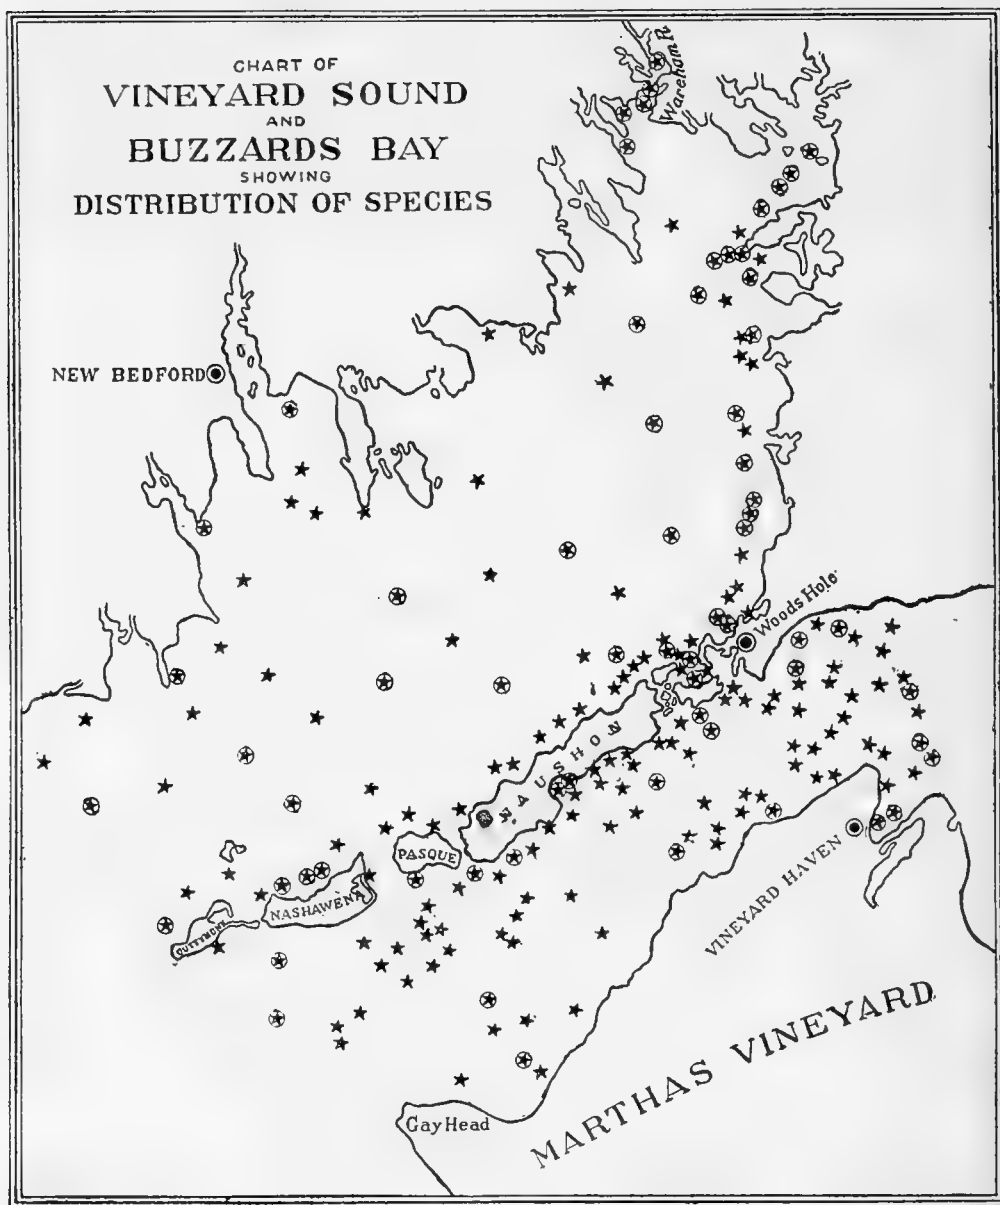 CHART OF
VINEYARD SOUND
AND
BUZZARDS BAY
SHOWING
DISTRIBUTION OF SPECIES
Wareham R.
NEW BEDFORD
Woods Hole
NAUSHON
PASQUE
NASHAWENA
CUTTYHUNK
VINEYARD HAVEN
MARTHAS VINEYARD
Gay Head